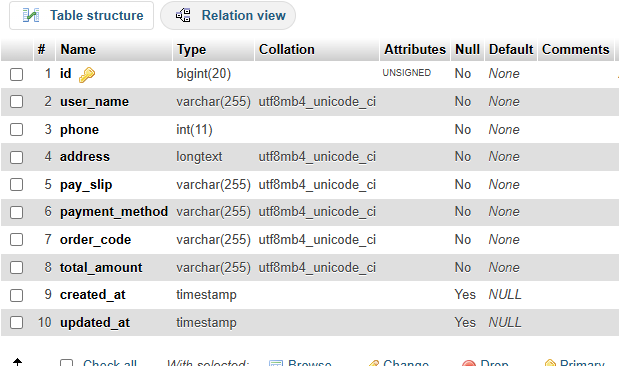 Table structure Relation view
# Name Type Collation Attributes Null Default Comments
1 id bigint(20) UNSIGNED No None
2 user_name varchar(255) utf8mb4_unicode_ci No None
3 phone int(11) No None
4 address longtext utf8mb4_unicode_ci No None
5 pay_slip varchar(255) utf8mb4_unicode_ci No None
6 payment_method varchar(255) utf8mb4_unicode_ci No None
7 order_code varchar(255) utf8mb4_unicode_ci No None
8 total_amount varchar(255) utf8mb4_unicode_ci No None
9 created_at timestamp Yes NULL
10 updated_at timestamp Yes NULL
Check all With selected: Browse Change Drop Primary